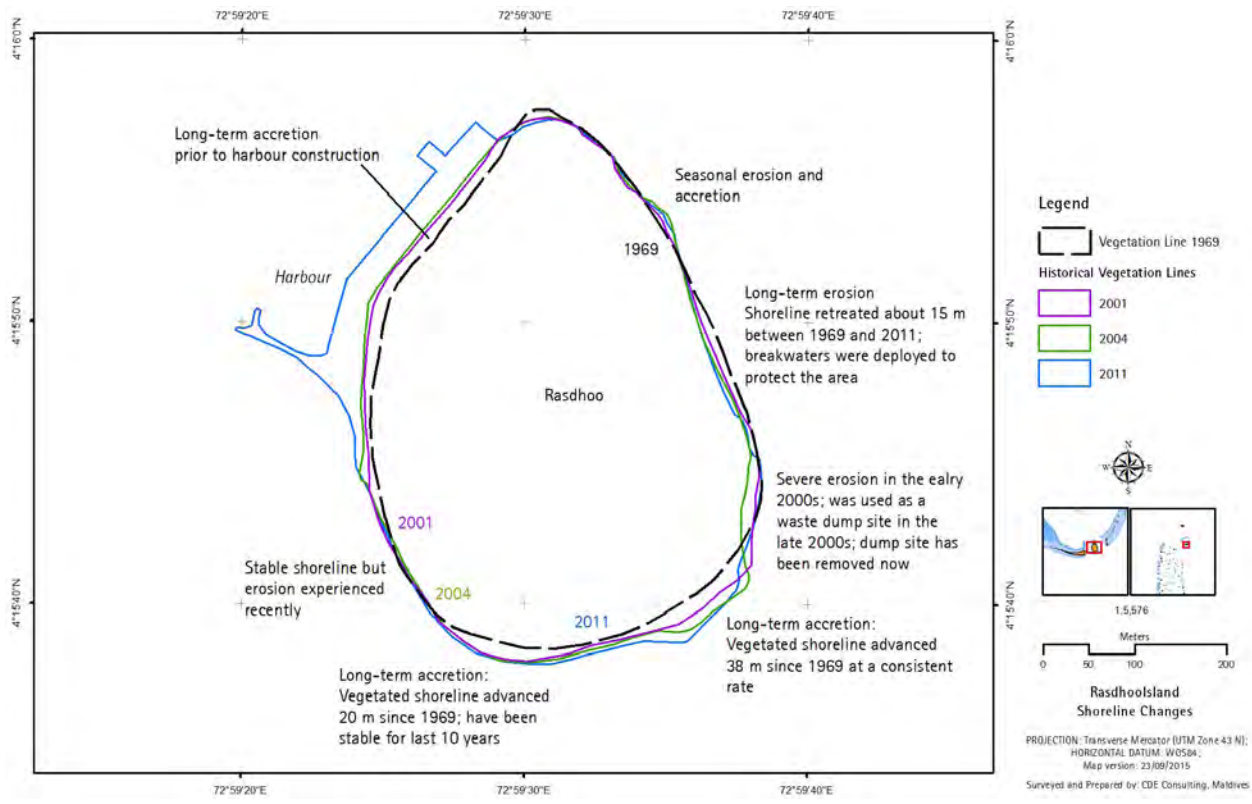 72°59'20"E
72°59'30"E
72°59'40"E
4°16'0"N
4°16'0"N
Long-term accretion
prior to harbour construction
Seasonal erosion and
accretion
1969
Harbour
Long-term erosion
Shoreline retreated about 15 m
between 1969 and 2011;
breakwaters were deployed to
protect the area
4°15'50"N
4°15'50"N
Rasdhoo
Severe erosion in the ealry
2000s; was used as a
waste dump site in the
late 2000s; dump site has
been removed now
2001
Stable shoreline but
erosion experienced
recently
2004
2011
4°15'40"N
4°15'40"N
Long-term accretion:
Vegetated shoreline advanced
38 m since 1969 at a consistent
rate
Long-term accretion:
Vegetated shoreline advanced
20 m since 1969; have been
stable for last 10 years
72°59'20"E
72°59'30"E
72°59'40"E
Legend
Vegetation Line 1969
Historical Vegetation Lines
2001
2004
2011
N
W E
S
1:5,576
Meters
0 50 100 200
RasdhooIsland
Shoreline Changes
PROJECTION: Transverse Mercator (UTM Zone 43 N);
HORIZONTAL DATUM: WGS84;
Map version: 23/09/2015
Surveyed and Prepared by: CDE Consulting, Maldives